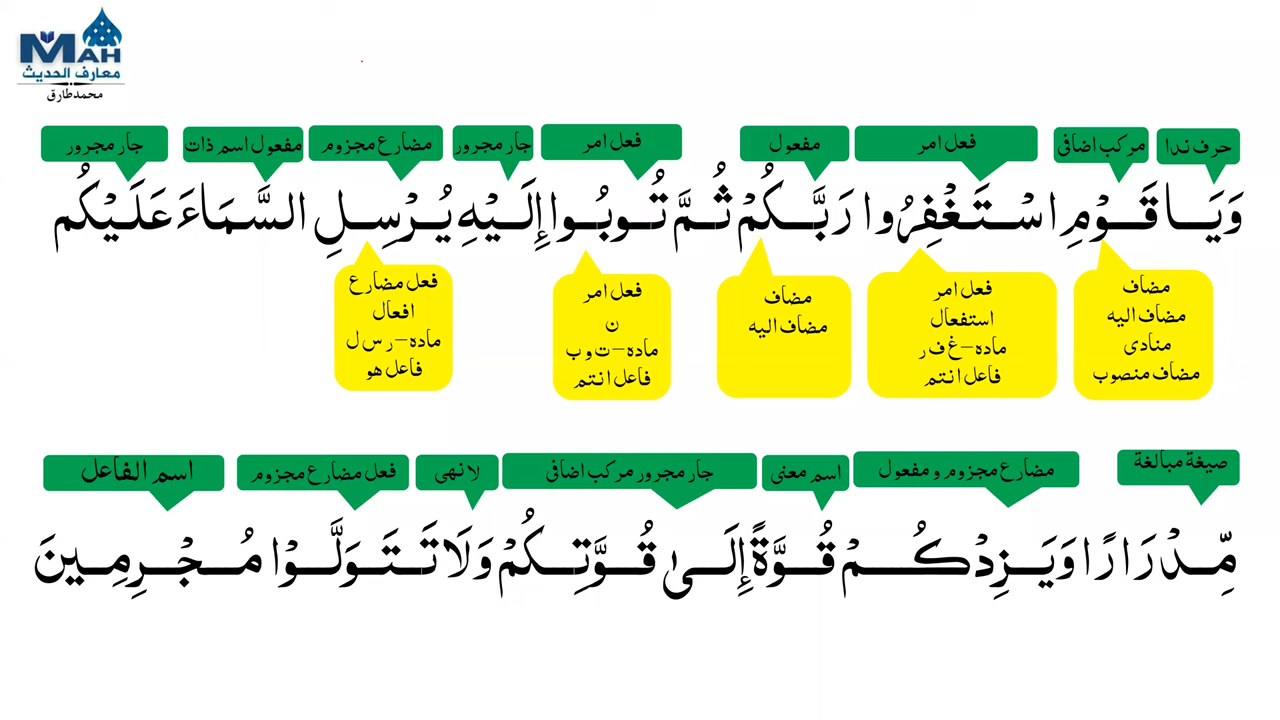 MAH
معارف الحدیث
محمد طارق
حرف ندا
مرکب اضافی
فعل امر
مفعول
فعل امر
جار مجرور
مضارع مجزوم
مفعول اسم ذات
جار مجرور
وَيَا قَوْمِ اسْتَغْفِرُوا رَبَّكُمْ ثُمَّ تُوبُوا إِلَيْهِ يُرْسِلِ السَّمَاءَ عَلَيْكُم
مضاف
مضاف الیه
منادی
مضاف منصوب
فعل امر
استفعال
ماده-غ ف ر
فاعل انتم
مضاف
مضاف الیه
فعل امر
ن
ماده-ت و ب
فاعل انتم
فعل مضارع
افعال
ماده-ر س ل
فاعل هو
صیغة مبالغة
مضارع مجزوم و مفعول
اسم معنی
جار مجرور مرکب اضافی
لا نهی
فعل مضارع مجزوم
اسم الفاعل
مِّدْرَارًا وَيَزِدْكُمْ قُوَّةً إِلَىٰ قُوَّتِكُمْ وَلَا تَتَوَلَّوْا مُجْرِمِينَ